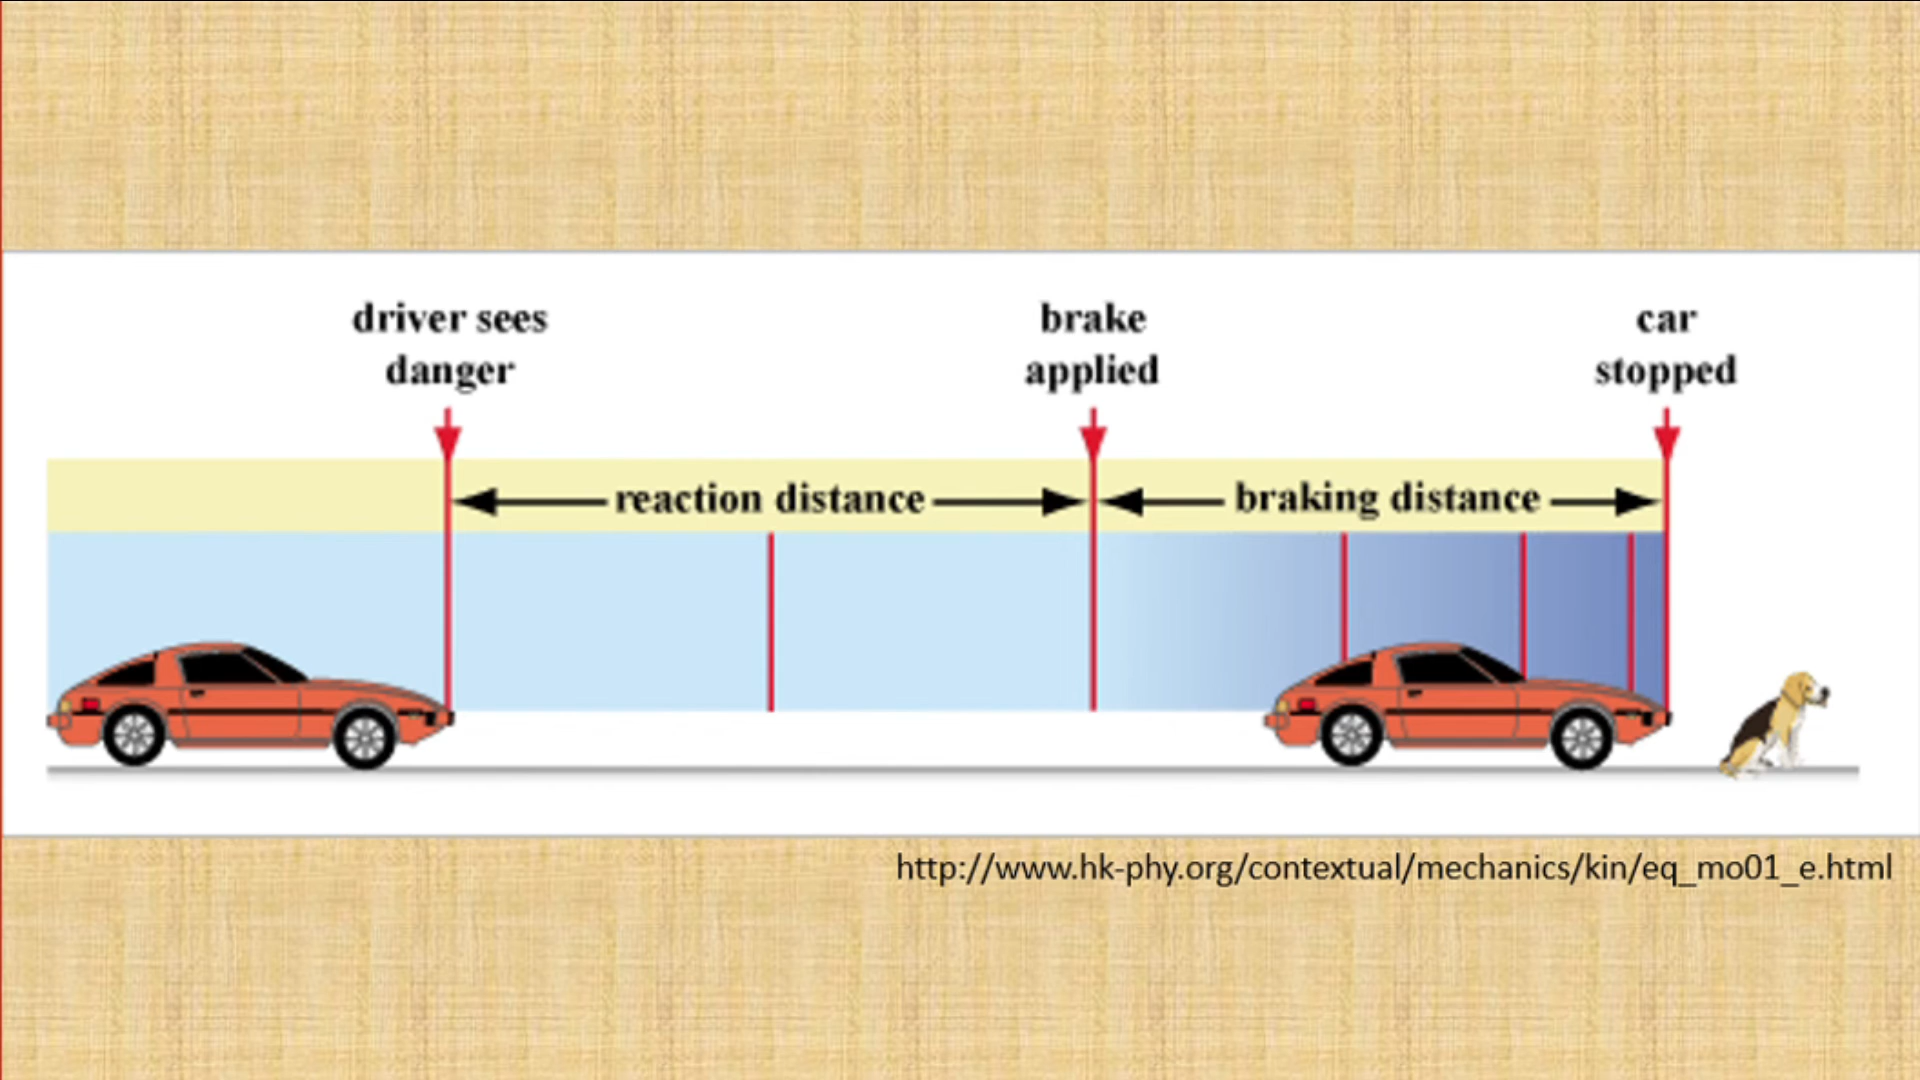 driver sees
danger
brake
applied
car
stopped
reaction distance
braking distance
http://www.hk-phy.org/contextual/mechanics/kin/eq_mo01_e.html